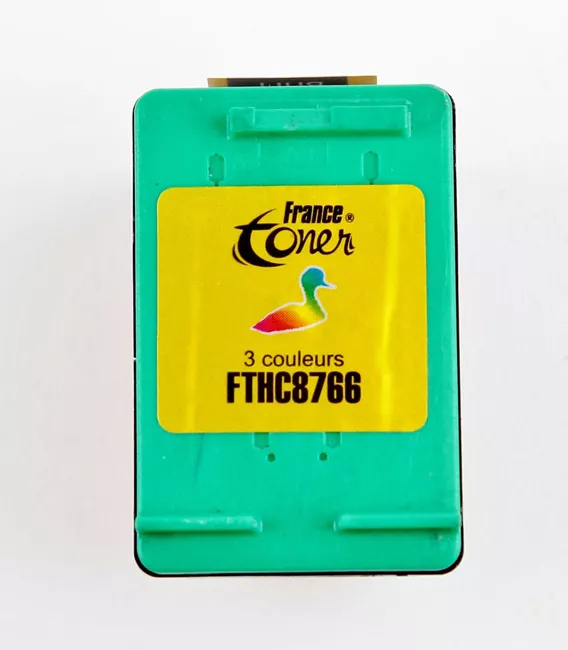 France ®
Toner
3 couleurs
FTHC8766